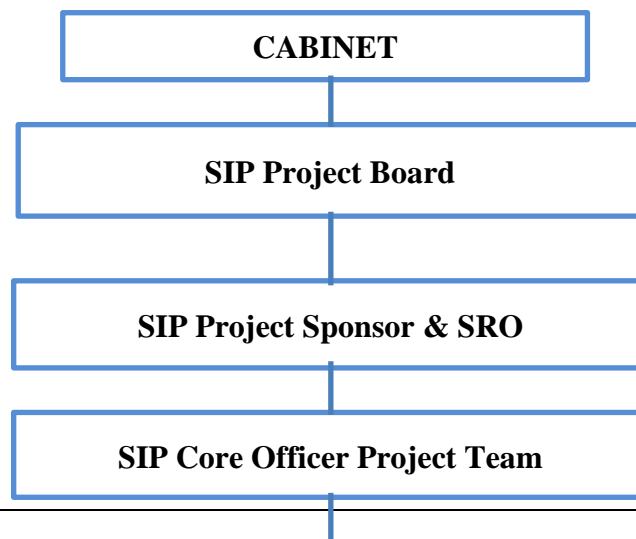 CABINET
SIP Project Board
SIP Project Sponsor & SRO
SIP Core Officer Project Team